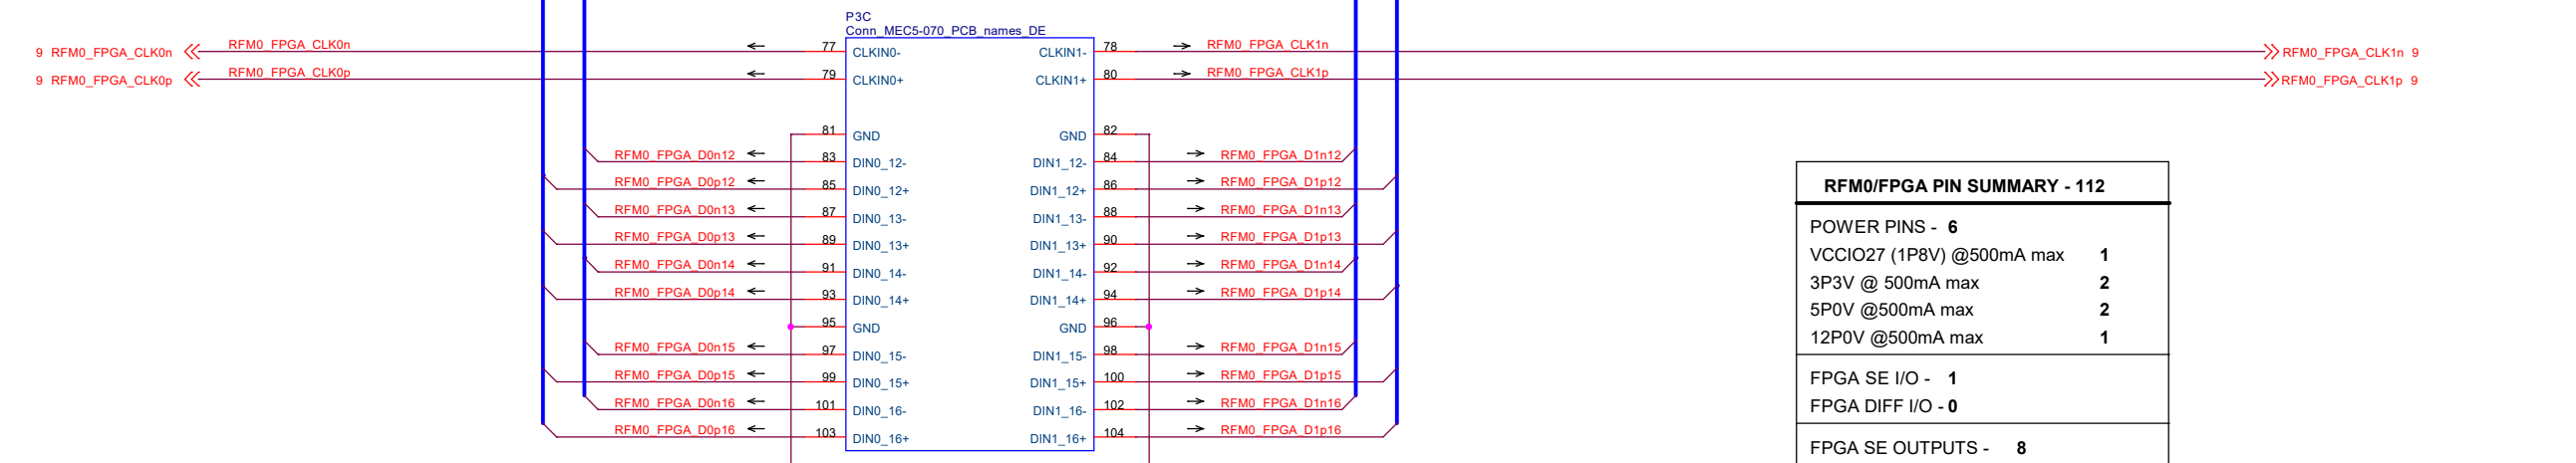 P3C
Conn_MEC5-070_PCB_names_DE
9 RFM0_FPGA_CLK0n RFM0_FPGA_CLK0n 77 CLKIN0- CLKIN1- 78 RFM0_FPGA_CLK1n RFM0_FPGA_CLK1n 9
9 RFM0_FPGA_CLK0p RFM0_FPGA_CLK0p 79 CLKIN0+ CLKIN1+ 80 RFM0_FPGA_CLK1p RFM0_FPGA_CLK1p 9
81 GND GND 82
RFM0_FPGA_D0n12 83 DIN0_12- DIN1_12- 84 RFM0_FPGA_D1n12
RFM0_FPGA_D0p12 85 DIN0_12+ DIN1_12+ 86 RFM0_FPGA_D1p12
RFM0_FPGA_D0n13 87 DIN0_13- DIN1_13- 88 RFM0_FPGA_D1n13
RFM0_FPGA_D0p13 89 DIN0_13+ DIN1_13+ 90 RFM0_FPGA_D1p13
RFM0_FPGA_D0n14 91 DIN0_14- DIN1_14- 92 RFM0_FPGA_D1n14
RFM0_FPGA_D0p14 93 DIN0_14+ DIN1_14+ 94 RFM0_FPGA_D1p14
95 GND GND 96
RFM0_FPGA_D0n15 97 DIN0_15- DIN1_15- 98 RFM0_FPGA_D1n15
RFM0_FPGA_D0p15 99 DIN0_15+ DIN1_15+ 100 RFM0_FPGA_D1p15
RFM0_FPGA_D0n16 101 DIN0_16- DIN1_16- 102 RFM0_FPGA_D1n16
RFM0_FPGA_D0p16 103 DIN0_16+ DIN1_16+ 104 RFM0_FPGA_D1p16
RFM0/FPGA PIN SUMMARY - 112
POWER PINS - 6
VCCIO27 (1P8V) @500mA max 1
3P3V @ 500mA max 2
5P0V @500mA max 2
12P0V @500mA max 1
FPGA SE I/O - 1
FPGA DIFF I/O - 0
FPGA SE OUTPUTS - 8